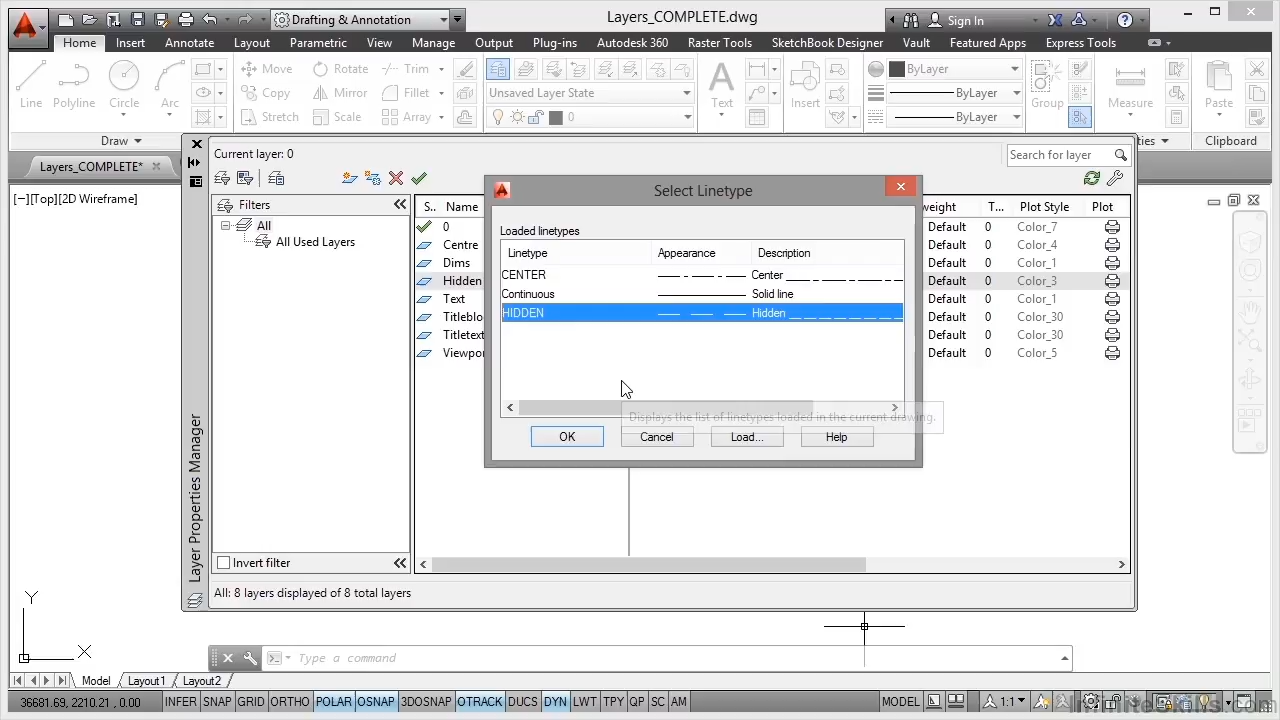 Drafting & Annotation
Layers_COMPLETE.dwg
Sign In
Home Insert Annotate Layout Parametric View Manage Output Plug-ins Autodesk 360 Raster Tools SketchBook Designer Vault Featured Apps Express Tools
Line Polyline Circle Arc
Move Rotate Trim
Copy Mirror Fillet
Stretch Scale Array
Unsaved Layer State
0
Text Insert
ByLayer
ByLayer
ByLayer
Group Measure Paste
Draw
Clipboard
Layers_COMPLETE*
Current layer: 0
Search for layer
[−][Top][2D Wireframe]
Filters
All
All Used Layers
S.. Name
0
Centre
Dims
Hidden
Text
Titleblo
Titletext
Viewpor
weight T... Plot Style Plot
Default 0 Color_7
Default 0 Color_4
Default 0 Color_1
Default 0 Color_3
Default 0 Color_1
Default 0 Color_30
Default 0 Color_30
Default 0 Color_5
Select Linetype
Loaded linetypes
Linetype Appearance Description
CENTER Center
Continuous Solid line
HIDDEN Hidden
Displays the list of linetypes loaded in the current drawing.
OK Cancel Load... Help
Layer Properties Manager
Invert filter
All: 8 layers displayed of 8 total layers
Y
X
Type a command
Model Layout1 Layout2
36681.69, 2210.21 , 0.00 INFER SNAP GRID ORTHO POLAR OSNAP 3DOSNAP OTRACK DUCS DYN LWT TPY QP SC AM MODEL 1:1
InfiniteSkills.com